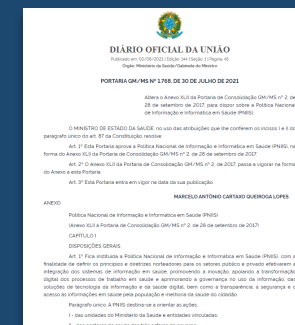 DIÁRIO OFICIAL DA UNIÃO
Publicado em: 02/08/2021 | Edição: 144 | Seção: 1 | Página: 45
Órgão: Ministério da Saúde/Gabinete do Ministro
PORTARIA GM/MS Nº 1.768, DE 30 DE JULHO DE 2021
Altera o Anexo XLII da Portaria de Consolidação GM/MS nº 2, de
28 de setembro de 2017, para dispor sobre a Política Nacional
de Informação e Informática em Saúde (PNIIS).
O MINISTRO DE ESTADO DA SAÚDE, no uso das atribuições que lhe conferem os incisos I e II do
parágrafo único do art. 87 da Constituição, resolve:
Art. 1º Esta Portaria aprova a Política Nacional de Informação e Informática em Saúde (PNIIS), na
forma do Anexo XLII da Portaria de Consolidação GM/MS nº 2, de 28 de setembro de 2017.
Art. 2º O Anexo XLII da Portaria de Consolidação GM/MS nº 2, de 2017, passa a vigorar na forma
do Anexo a esta Portaria.
Art. 3º Esta Portaria entra em vigor na data da sua publicação.
MARCELO ANTÔNIO CARTAXO QUEIROGA LOPES
ANEXO
Política Nacional de Informação e Informática em Saúde (PNIIS)
(Anexo XLII da Portaria de Consolidação GM/MS nº 2, de 28 de setembro de 2017)
CAPÍTULO I
DISPOSIÇÕES GERAIS
Art. 1º Fica instituída a Política Nacional de Informação e Informática em Saúde (PNIIS), com a
finalidade de definir os princípios e diretrizes norteadores para os setores público e privado efetivarem a
integração dos sistemas de informação em saúde, promovendo a inovação, apoiando a transformação
digital dos processos de trabalho em saúde e aprimorando a governança no uso da informação, das
soluções de tecnologia da informação e da saúde digital, bem como a transparência, a segurança e o
acesso às informações em saúde pela população e melhoria da saúde do cidadão.
Parágrafo único. A PNIIS destina-se a orientar as ações:
I - das unidades do Ministério da Saúde e entidades vinculadas;